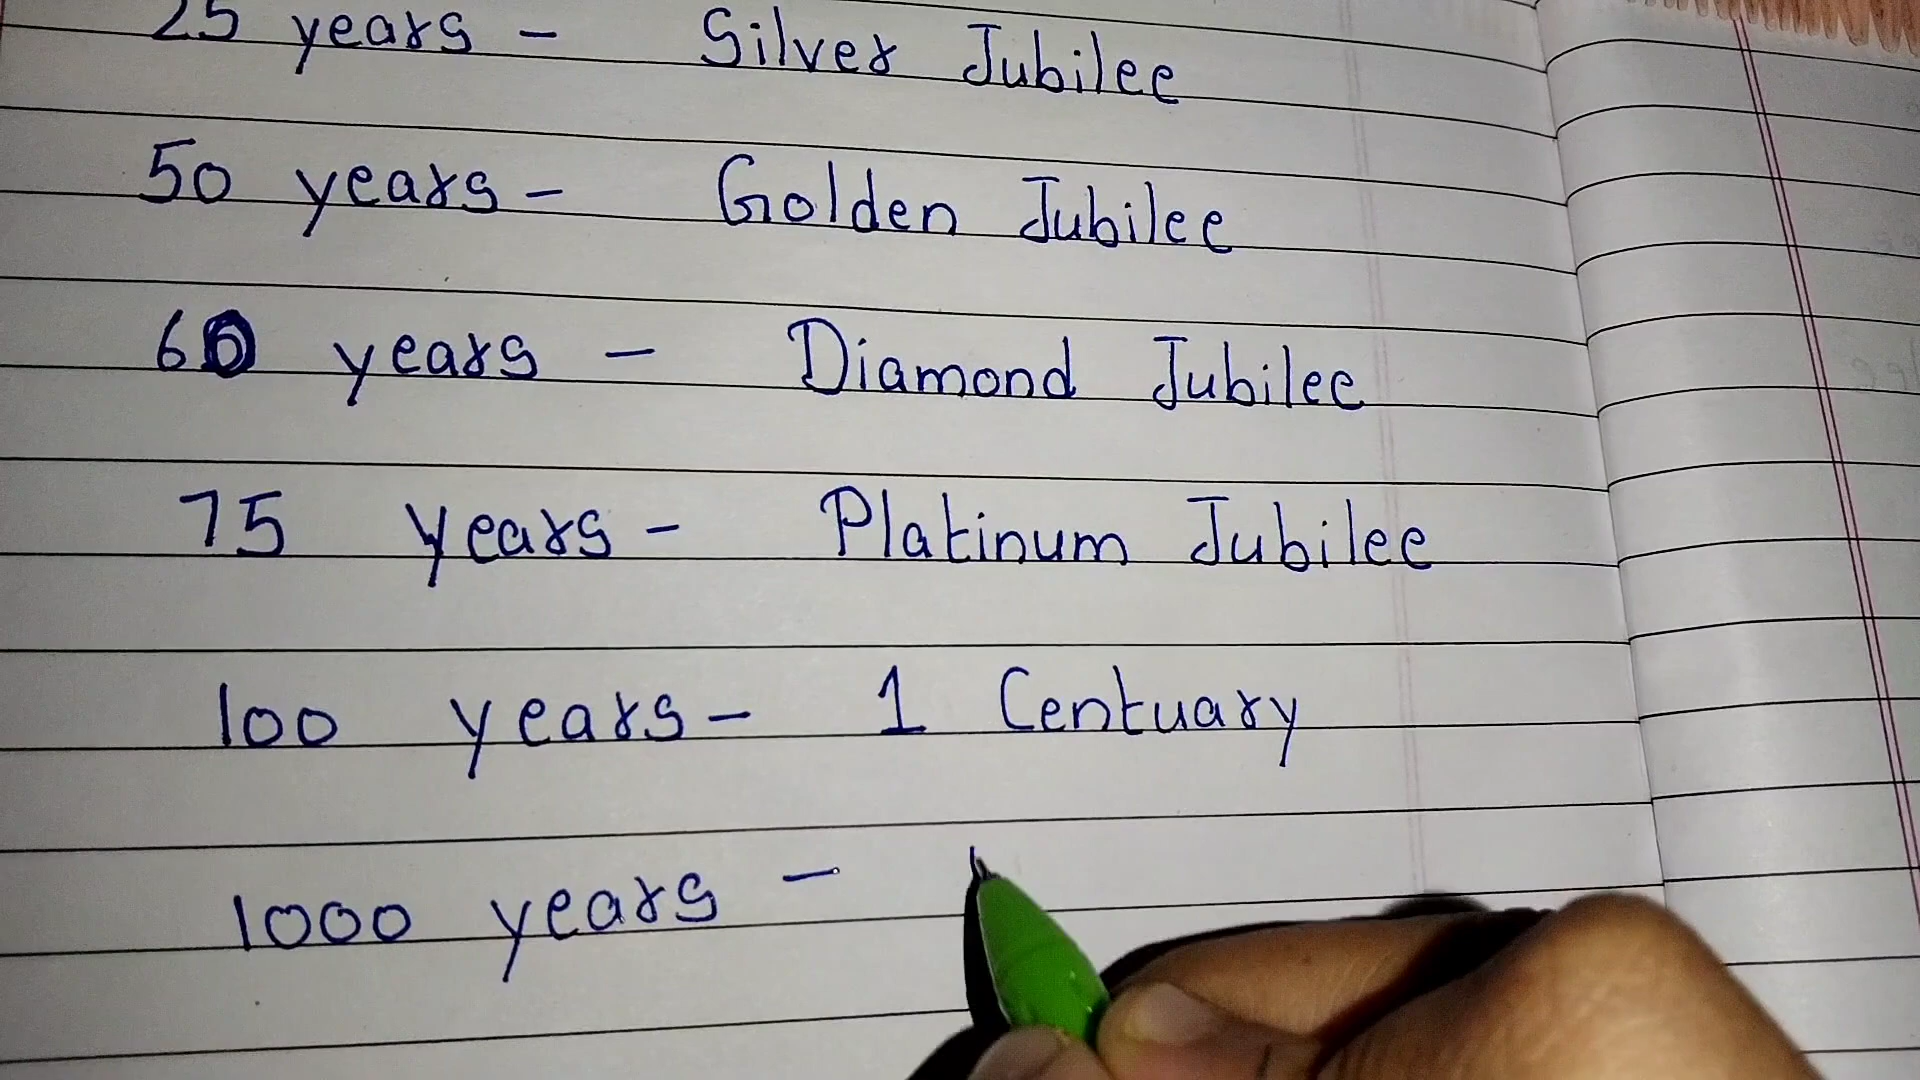 25 years - Silver Jubilee
50 years - Golden Jubilee
60 years - Diamond Jubilee
75 years - Platinum Jubilee
100 years - 1 Centuary
1000 years -